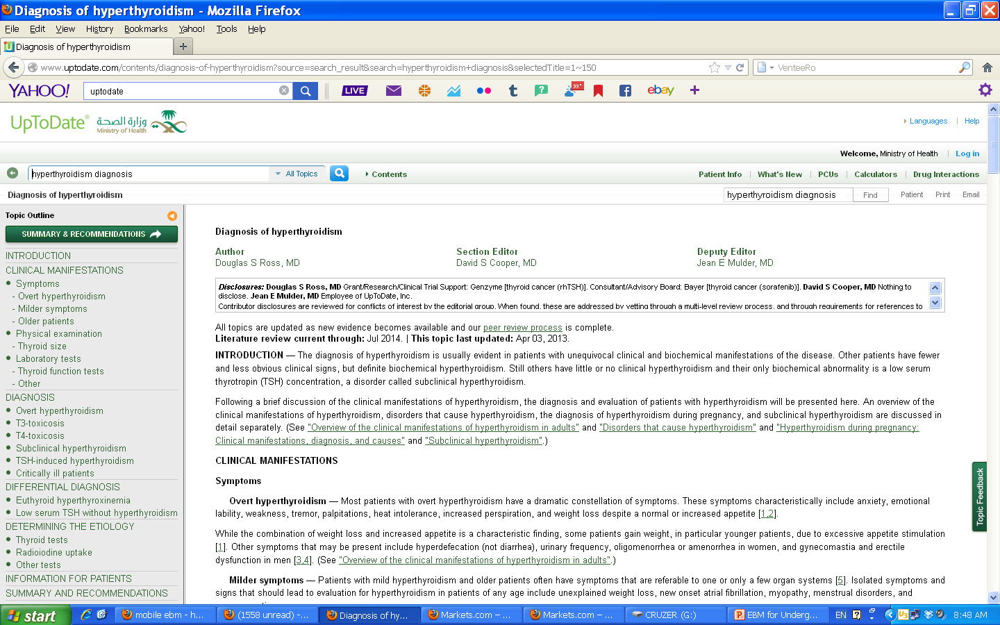 Diagnosis of hyperthyroidism - Mozilla Firefox
File Edit View History Bookmarks Yahoo! Tools Help
Diagnosis of hyperthyroidism
www.uptodate.com/contents/diagnosis-of-hyperthyroidism?source=search_result&search=hyperthyroidism+diagnosis&selectedTitle=1~150
VenteeRo
YAHOO! uptodate LIVE 99° ebay
UpToDate® وزارة الصحة
Ministry of Health
Languages Help
Welcome, Ministry of Health Log in
hyperthyroidism diagnosis All Topics Contents Patient Info What's New PCUs Calculators Drug Interactions
Diagnosis of hyperthyroidism hyperthyroidism diagnosis Find Patient Print Email
Topic Outline
SUMMARY & RECOMMENDATIONS
INTRODUCTION
CLINICAL MANIFESTATIONS
• Symptoms
- Overt hyperthyroidism
- Milder symptoms
- Older patients
• Physical examination
- Thyroid size
• Laboratory tests
- Thyroid function tests
- Other
DIAGNOSIS
• Overt hyperthyroidism
• T3-toxicosis
• T4-toxicosis
• Subclinical hyperthyroidism
• TSH-induced hyperthyroidism
• Critically ill patients
DIFFERENTIAL DIAGNOSIS
• Euthyroid hyperthyroxinemia
• Low serum TSH without hyperthyroidism
DETERMINING THE ETIOLOGY
• Thyroid tests
• Radioiodine uptake
• Other tests
INFORMATION FOR PATIENTS
SUMMARY AND RECOMMENDATIONS
Diagnosis of hyperthyroidism
Author
Douglas S Ross, MD
Section Editor
David S Cooper, MD
Deputy Editor
Jean E Mulder, MD
Disclosures: Douglas S Ross, MD Grant/Research/Clinical Trial Support: Genzyme [thyroid cancer (rhTSH)]. Consultant/Advisory Board: Bayer [thyroid cancer (sorafenib)]. David S Cooper, MD Nothing to
disclose. Jean E Mulder, MD Employee of UpToDate, Inc.
Contributor disclosures are reviewed for conflicts of interest by the editorial group. When found, these are addressed by vetting through a multi-level review process, and through requirements for references to
All topics are updated as new evidence becomes available and our peer review process is complete.
Literature review current through: Jul 2014. | This topic last updated: Apr 03, 2013.
INTRODUCTION — The diagnosis of hyperthyroidism is usually evident in patients with unequivocal clinical and biochemical manifestations of the disease. Other patients have fewer
and less obvious clinical signs, but definite biochemical hyperthyroidism. Still others have little or no clinical hyperthyroidism and their only biochemical abnormality is a low serum
thyrotropin (TSH) concentration, a disorder called subclinical hyperthyroidism.
Following a brief discussion of the clinical manifestations of hyperthyroidism, the diagnosis and evaluation of patients with hyperthyroidism will be presented here. An overview of the
clinical manifestations of hyperthyroidism, disorders that cause hyperthyroidism, the diagnosis of hyperthyroidism during pregnancy, and subclinical hyperthyroidism are discussed in
detail separately. (See "Overview of the clinical manifestations of hyperthyroidism in adults" and "Disorders that cause hyperthyroidism" and "Hyperthyroidism during pregnancy:
Clinical manifestations, diagnosis, and causes" and "Subclinical hyperthyroidism".)
CLINICAL MANIFESTATIONS
Symptoms
Overt hyperthyroidism — Most patients with overt hyperthyroidism have a dramatic constellation of symptoms. These symptoms characteristically include anxiety, emotional
lability, weakness, tremor, palpitations, heat intolerance, increased perspiration, and weight loss despite a normal or increased appetite [1,2].
While the combination of weight loss and increased appetite is a characteristic finding, some patients gain weight, in particular younger patients, due to excessive appetite stimulation
[1]. Other symptoms that may be present include hyperdefecation (not diarrhea), urinary frequency, oligomenorrhea or amenorrhea in women, and gynecomastia and erectile
dysfunction in men [3,4]. (See "Overview of the clinical manifestations of hyperthyroidism in adults".)
Milder symptoms — Patients with mild hyperthyroidism and older patients often have symptoms that are referable to one or only a few organ systems [5]. Isolated symptoms and
signs that should lead to evaluation for hyperthyroidism in patients of any age include unexplained weight loss, new onset atrial fibrillation, myopathy, menstrual disorders, and
Topic Feedback
start mobile ebm - h... (1558 unread) -... Diagnosis of hy... Markets.com – ... Markets.com – ... CRUZER (G:) EBM for Underg... EN 8:48 AM